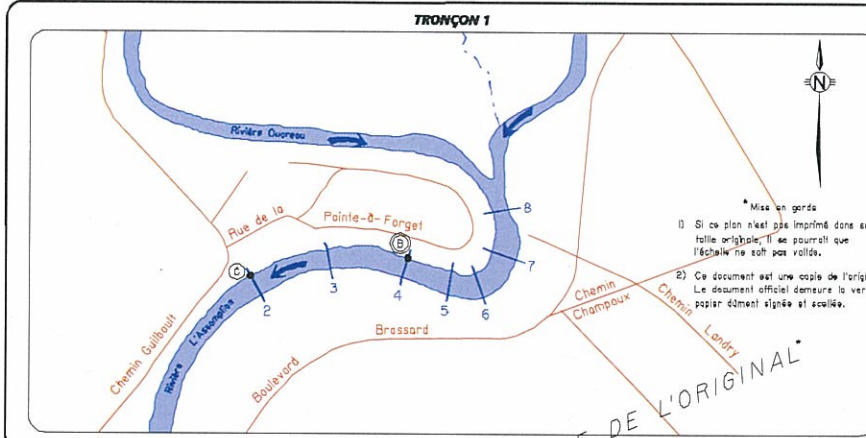 TRONÇON 1
N
Rivière Ouareau
Rue de la
Pointe-à-Forget
8
7
B
C
2
3
4
5
6
Rivière L'Assomption
Chemin Guilbault
Boulevard
Brassard
Chemin
Champoux
Chemin
Landry
* Mise en garde
1) Si ce plan n'est pas imprimé dans sa
taille originale, il se pourrait que
l'échelle ne soit pas valide.
2) Ce document est une copie de l'origi
Le document officiel demeure la ver
papier dûment signée et scellée.
DE L'ORIGINAL*